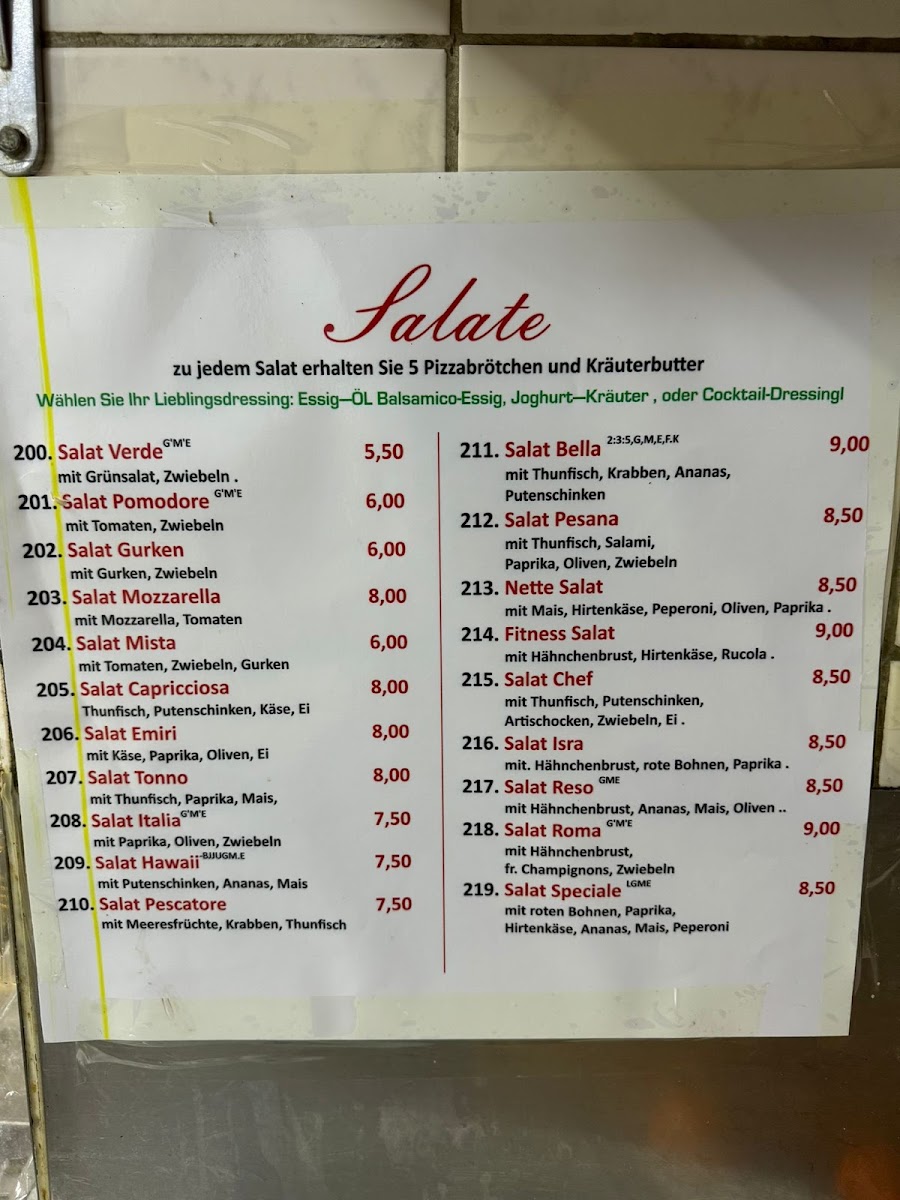 Salate
zu jedem Salat erhalten Sie 5 Pizzabrötchen und Kräuterbutter
Wählen Sie Ihr Lieblingsdressing: Essig—ÖL Balsamico-Essig, Joghurt—Kräuter , oder Cocktail-Dressingl
200. Salat Verde G'M'E 5,50
mit Grünsalat, Zwiebeln .
201. Salat Pomodore G'M'E 6,00
mit Tomaten, Zwiebeln
202. Salat Gurken 6,00
mit Gurken, Zwiebeln
203. Salat Mozzarella 8,00
mit Mozzarella, Tomaten
204. Salat Mista 6,00
mit Tomaten, Zwiebeln, Gurken
205. Salat Capricciosa 8,00
Thunfisch, Putenschinken, Käse, Ei
206. Salat Emiri 8,00
mit Käse, Paprika, Oliven, Ei
207. Salat Tonno 8,00
mit Thunfisch, Paprika, Mais,
208. Salat Italia G'M'E 7,50
mit Paprika, Oliven, Zwiebeln
209. Salat Hawaii 7,50
mit Putenschinken, Ananas, Mais
210. Salat Pescatore 7,50
mit Meeresfrüchte, Krabben, Thunfisch
211. Salat Bella 2:3:5,G,M,E,F.K 9,00
mit Thunfisch, Krabben, Ananas,
Putenschinken
212. Salat Pesana 8,50
mit Thunfisch, Salami,
Paprika, Oliven, Zwiebeln
213. Nette Salat 8,50
mit Mais, Hirtenkäse, Peperoni, Oliven, Paprika .
214. Fitness Salat 9,00
mit Hähnchenbrust, Hirtenkäse, Rucola .
215. Salat Chef 8,50
mit Thunfisch, Putenschinken,
Artischocken, Zwiebeln, Ei .
216. Salat Isra 8,50
mit. Hähnchenbrust, rote Bohnen, Paprika .
217. Salat Reso GME 8,50
mit Hähnchenbrust, Ananas, Mais, Oliven ..
218. Salat Roma G'M'E 9,00
mit Hähnchenbrust,
fr. Champignons, Zwiebeln
219. Salat Speciale LGME 8,50
mit roten Bohnen, Paprika,
Hirtenkäse, Ananas, Mais, Peperoni